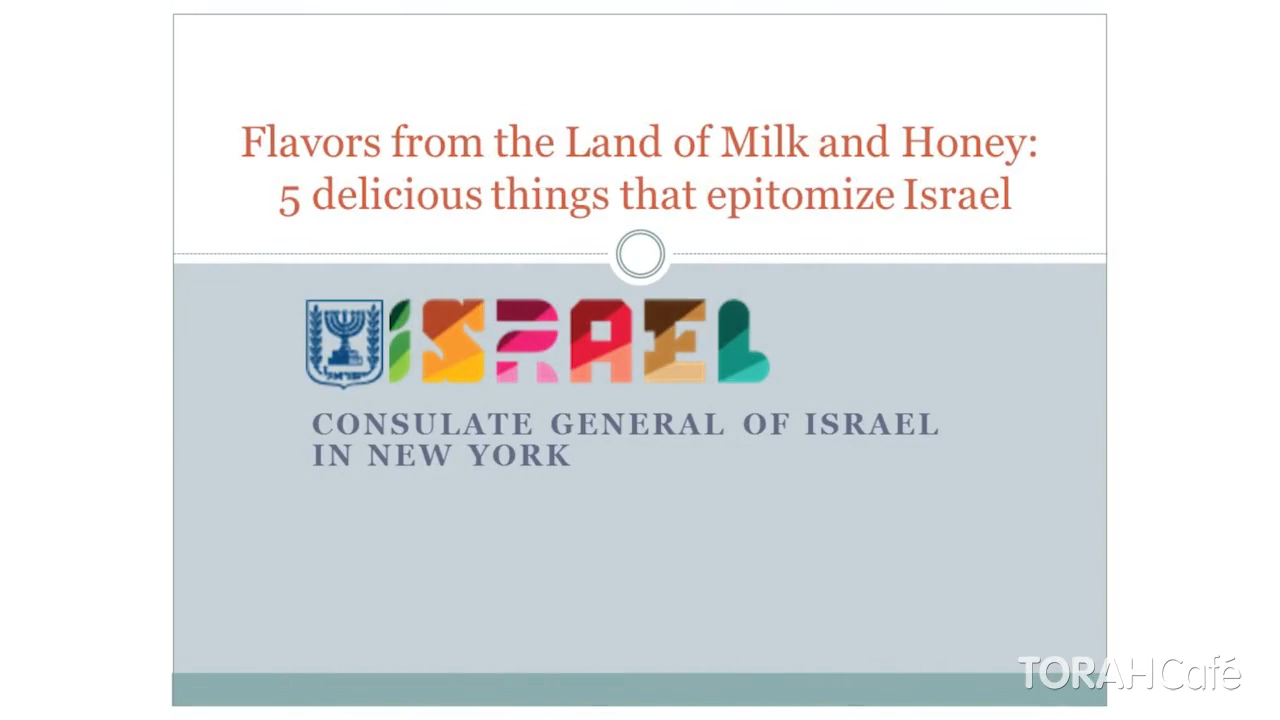 Flavors from the Land of Milk and Honey:
5 delicious things that epitomize Israel
ישראל
iSRAEL
CONSULATE GENERAL OF ISRAEL
IN NEW YORK
TORAHCafé